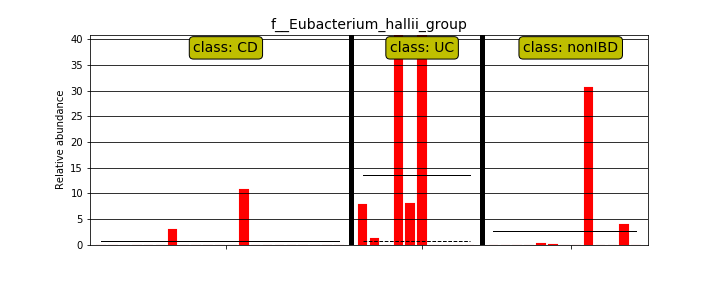 f__Eubacterium_hallii_group
class: CD
class: UC
class: nonIBD
Relative abundance
40
35
30
25
20
15
10
5
0